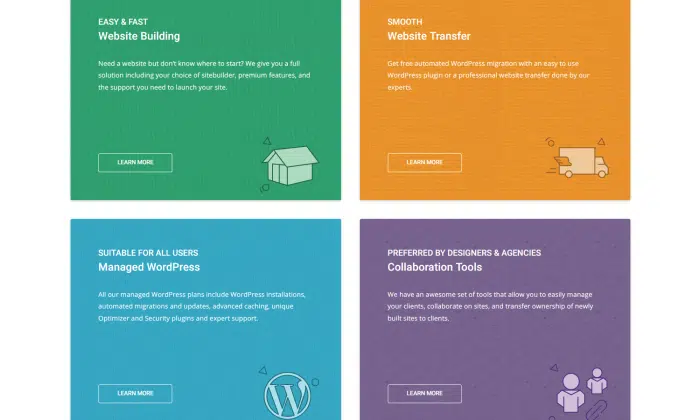 EASY & FAST
Website Building
Need a website but don't know where to start? We give you a full
solution including your choice of sitebuilder, premium features, and
the support you need to launch your site.
LEARN MORE
SMOOTH
Website Transfer
Get free automated WordPress migration with an easy to use
WordPress plugin or a professional website transfer done by our
experts.
LEARN MORE
SUITABLE FOR ALL USERS
Managed WordPress
All our managed WordPress plans include WordPress installations,
automated migrations and updates, advanced caching, unique
Optimizer and Security plugins and expert support.
LEARN MORE
PREFERRED BY DESIGNERS & AGENCIES
Collaboration Tools
We have an awesome set of tools that allow you to easily manage
your clients, collaborate on sites, and transfer ownership of newly
built sites to clients.
LEARN MORE